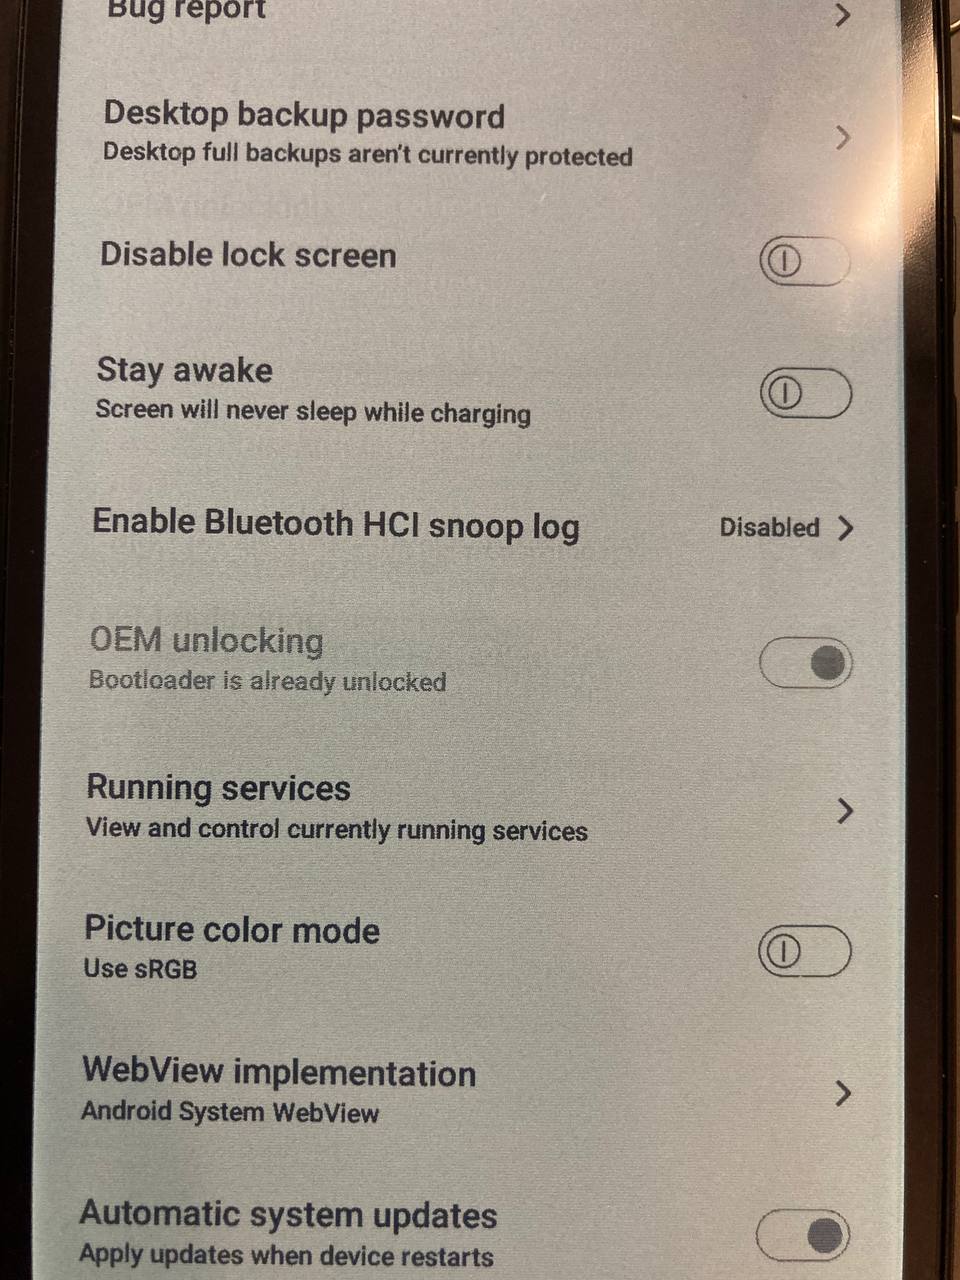 Bug report
Desktop backup password
Desktop full backups aren't currently protected
Disable lock screen
Stay awake
Screen will never sleep while charging
Enable Bluetooth HCI snoop log
Disabled
OEM unlocking
Bootloader is already unlocked
Running services
View and control currently running services
Picture color mode
Use sRGB
WebView implementation
Android System WebView
Automatic system updates
Apply updates when device restarts